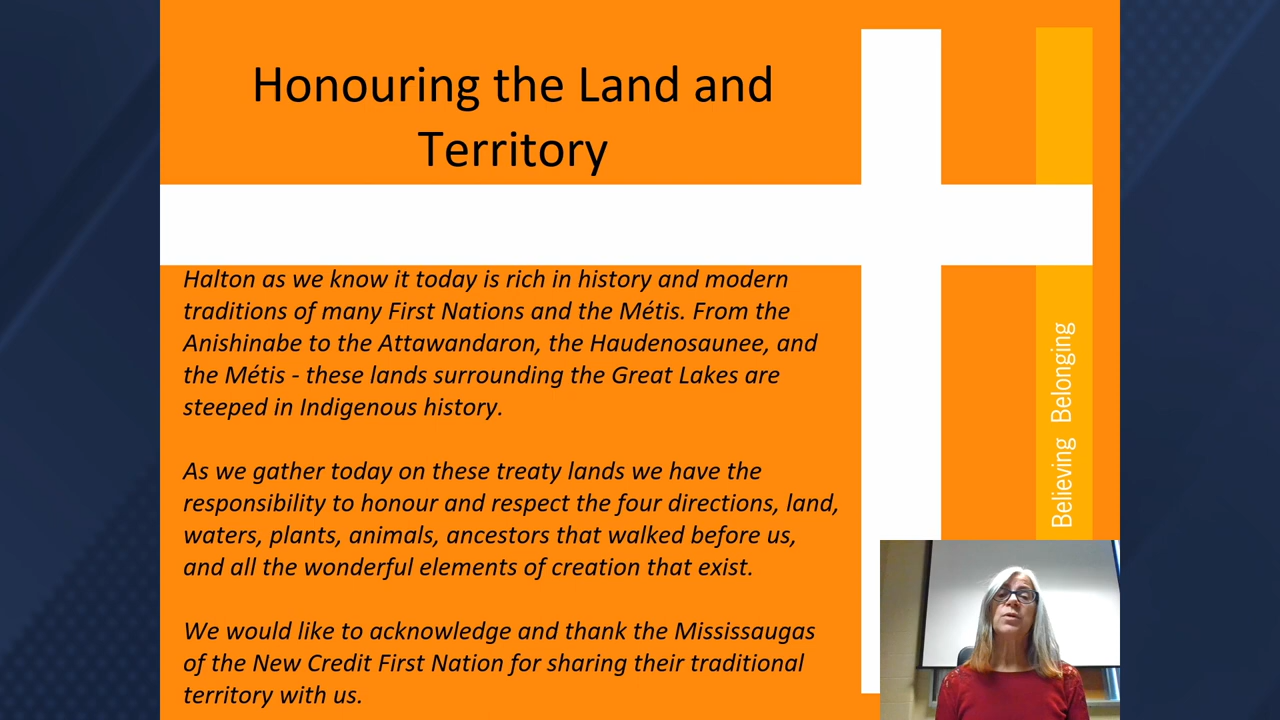 Honouring the Land and
Territory
Halton as we know it today is rich in history and modern
traditions of many First Nations and the Métis. From the
Anishinabe to the Attawandaron, the Haudenosaunee, and
the Métis - these lands surrounding the Great Lakes are
steeped in Indigenous history.
As we gather today on these treaty lands we have the
responsibility to honour and respect the four directions, land,
waters, plants, animals, ancestors that walked before us,
and all the wonderful elements of creation that exist.
We would like to acknowledge and thank the Mississaugas
of the New Credit First Nation for sharing their traditional
territory with us.
Believing Belonging